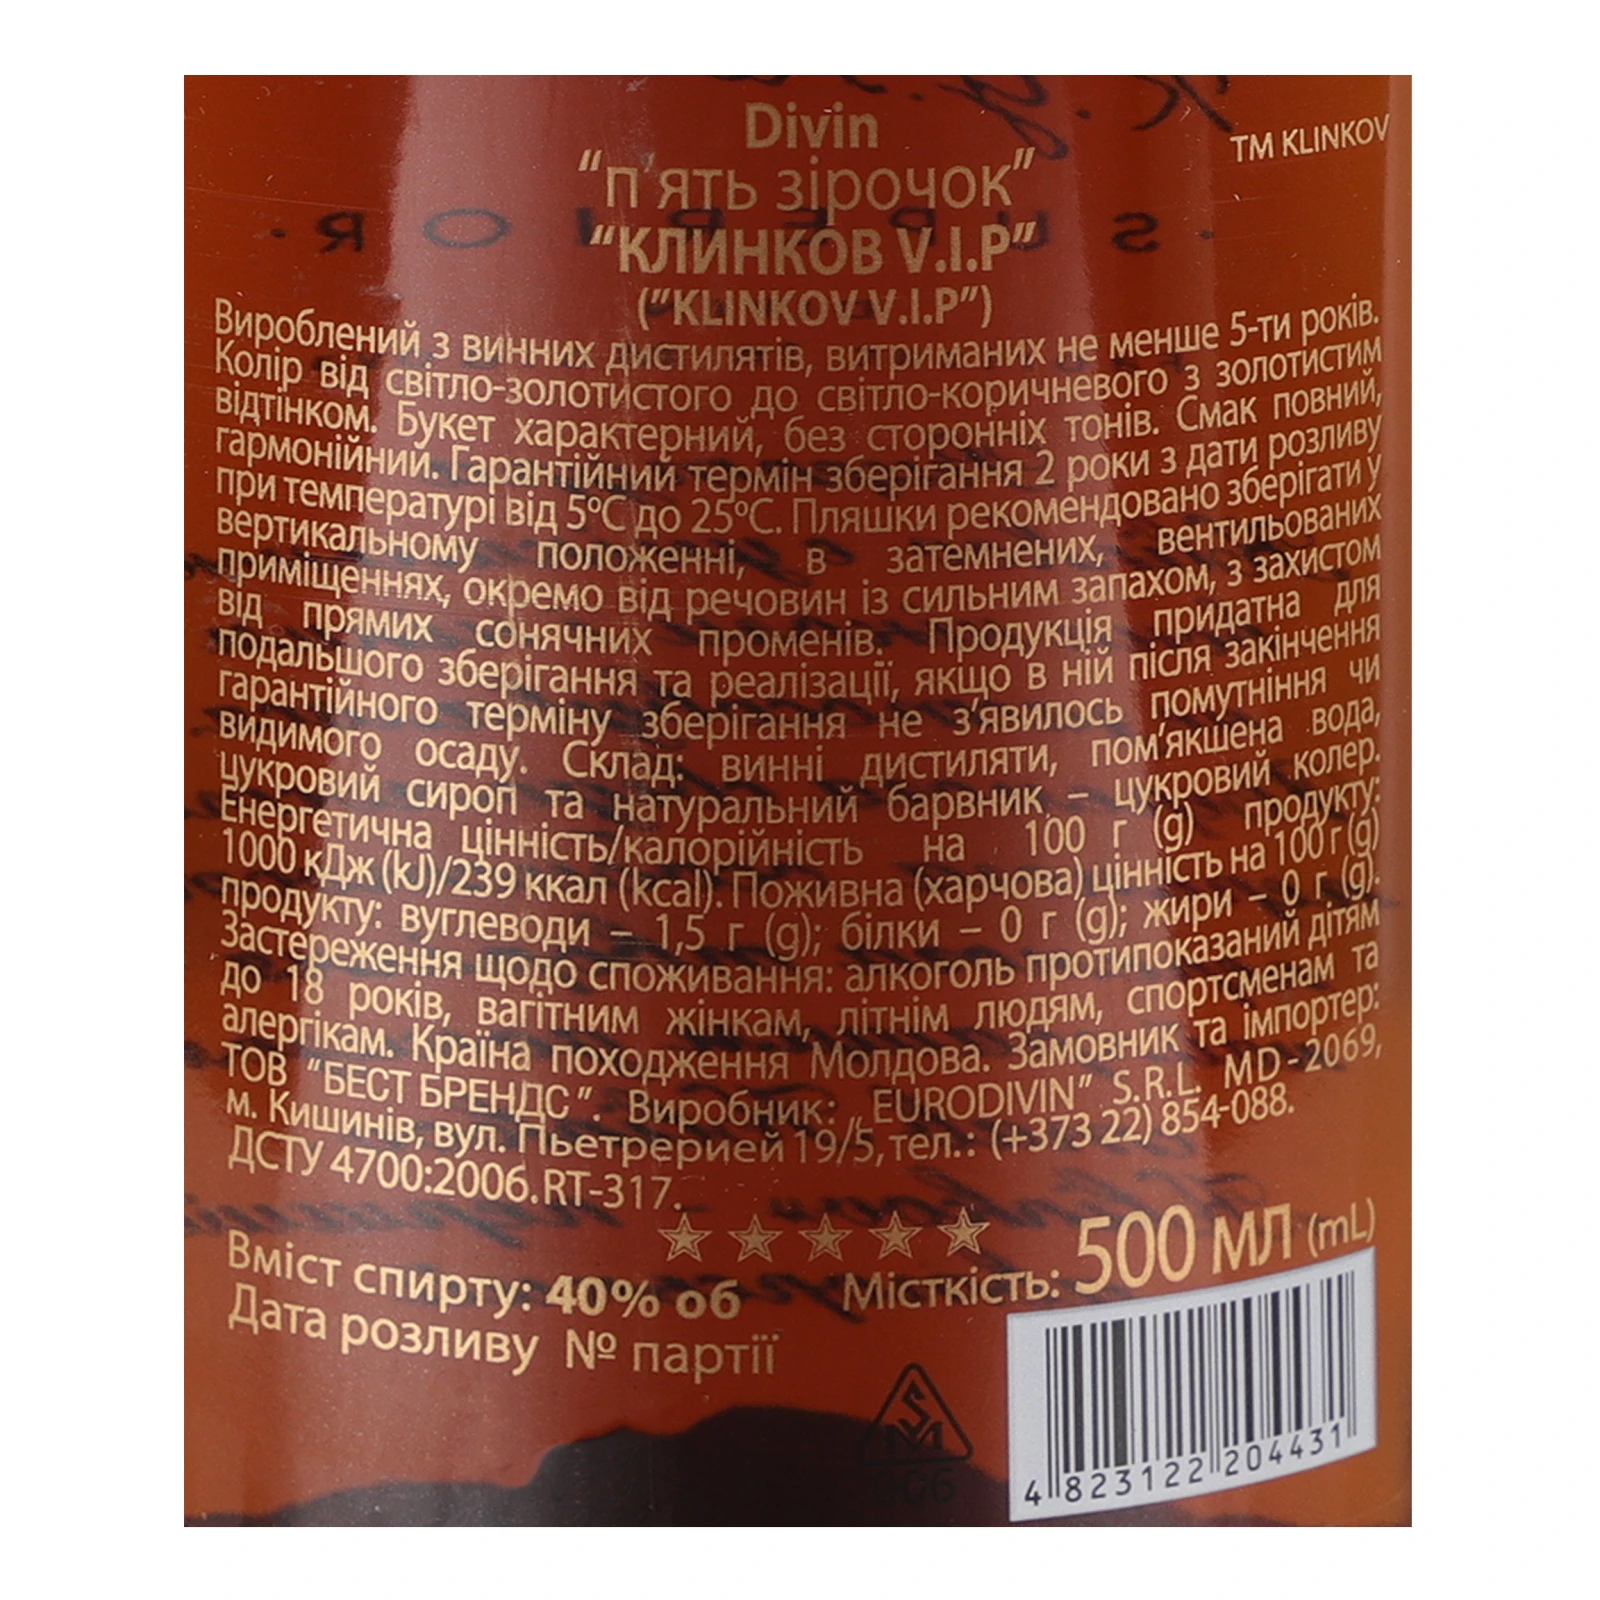 Divin
TM KLINKOV
“п'ять зірочок”
“КЛИНКОВ V.I.P”
(“KLINKOV V.I.P”)
Вироблений з винних дистилятів, витриманих не менше 5-ти років.
Колір від світло-золотистого до світло-коричневого з золотистим
відтінком. Букет характерний, без сторонніх тонів. Смак повний,
гармонійний. Гарантійний термін зберігання 2 роки з дати розливу
при температурі від 5°C до 25°C. Пляшки рекомендовано зберігати у
вертикальному положенні, в затемнених, вентильованих
приміщеннях, окремо від речовин із сильним запахом, з захистом
від прямих сонячних променів. Продукція придатна для
подальшого зберігання та реалізації, якщо в ній після закінчення
гарантійного терміну зберігання не з’явилось помутніння чи
видимого осаду. Склад: винні дистиляти, пом’якшена вода,
цукровий сироп та натуральний барвник – цукровий колер.
Енергетична цінність/калорійність на 100 г (g) продукту:
1000 кДж (kJ)/239 ккал (kcal). Поживна (харчова) цінність на 100 г (g)
продукту: вуглеводи – 1,5 г (g); білки – 0 г (g); жири – 0 г (g).
Застереження щодо споживання: алкоголь протипоказаний дітям
до 18 років, вагітним жінкам, літнім людям, спортсменам та
алергікам. Країна походження Молдова. Замовник та імпортер:
ТОВ “БЕСТ БРЕНДС”. Виробник: „EURODIVIN” S.R.L. MD-2069,
м. Кишинів, вул. Пьетрерией 19/5, тел.: (+373 22) 854-088.
ДСТУ 4700:2006. RT-317.
Вміст спирту: 40% об
Місткість: 500 МЛ (mL)
Дата розливу № партії
006
4 823122 204431